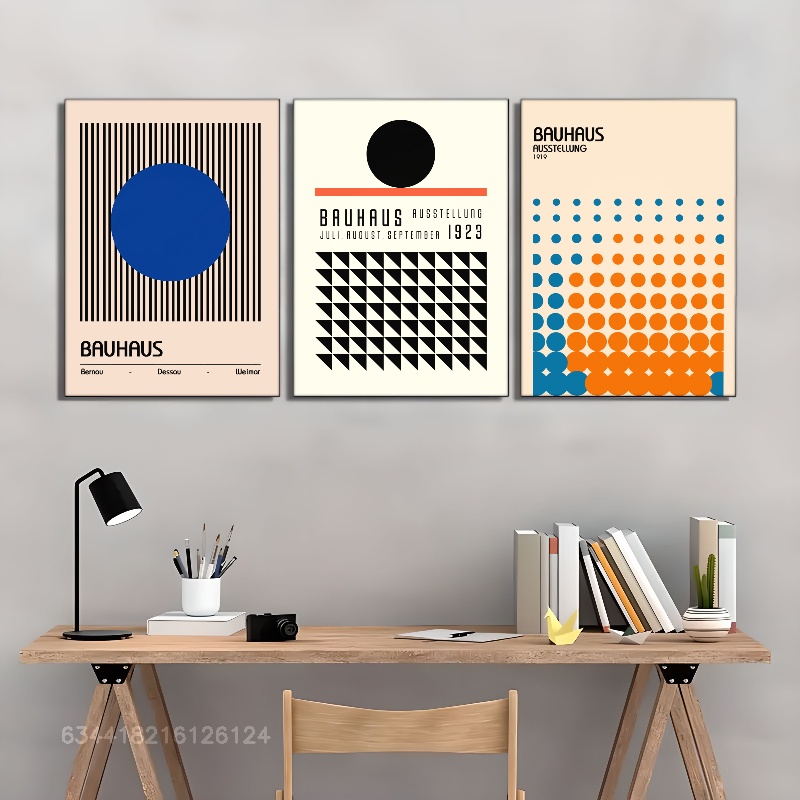 BAUHAUS
Bernau - Dessau - Weimar
BAUHAUS AUSSTELLUNG
JULI AUGUST SEPTEMBER 1923
BAUHAUS
AUSSTELLUNG
1919
634418216126124